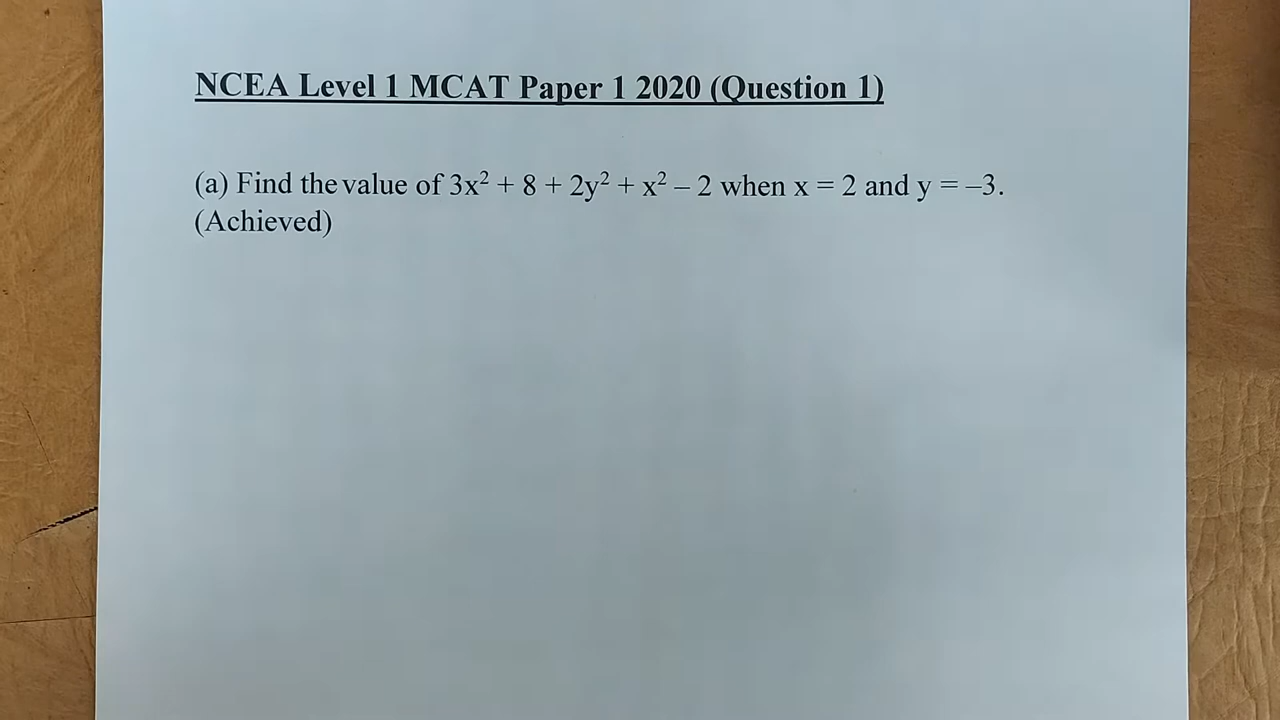 NCEA Level 1 MCAT Paper 1 2020 (Question 1)
(a) Find the value of 3x² + 8 + 2y² + x² – 2 when x = 2 and y = –3.
(Achieved)